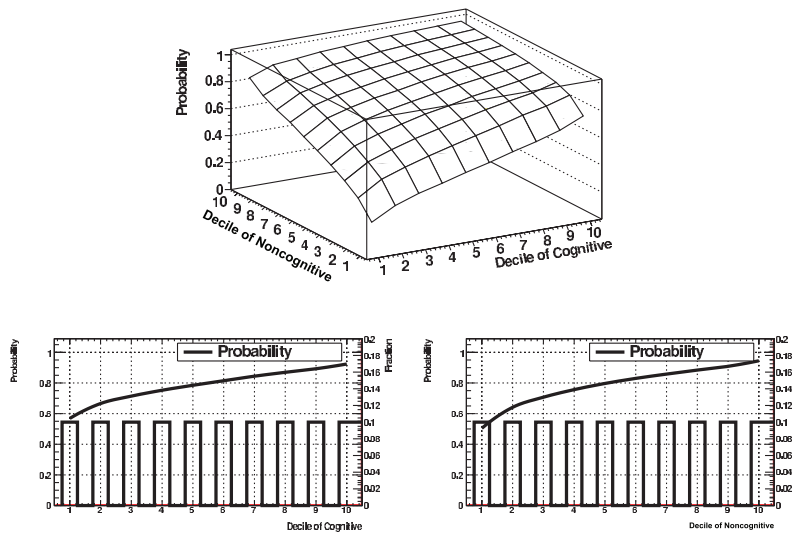 Probability
1
0.8
0.6
0.4
0.2
0
10 9 8 7 6 5 4 3 2 1
Decile of Noncognitive
1 2 3 4 5 6 7 8 9 10
Decile of Cognitive
Probability
Probability
1
0.8
0.6
0.4
0.2
0
1 2 3 4 5 6 7 8 9 10
Decile of Cognitive
0.2
0.18
0.16
0.14
0.12
0.1
0.08
0.06
0.04
0.02
0
Fraction
Probability
Probability
1
0.8
0.6
0.4
0.2
0
1 2 3 4 5 6 7 8 9 10
Decile of Noncognitive
0.2
0.18
0.16
0.14
0.12
0.1
0.08
0.06
0.04
0.02
0